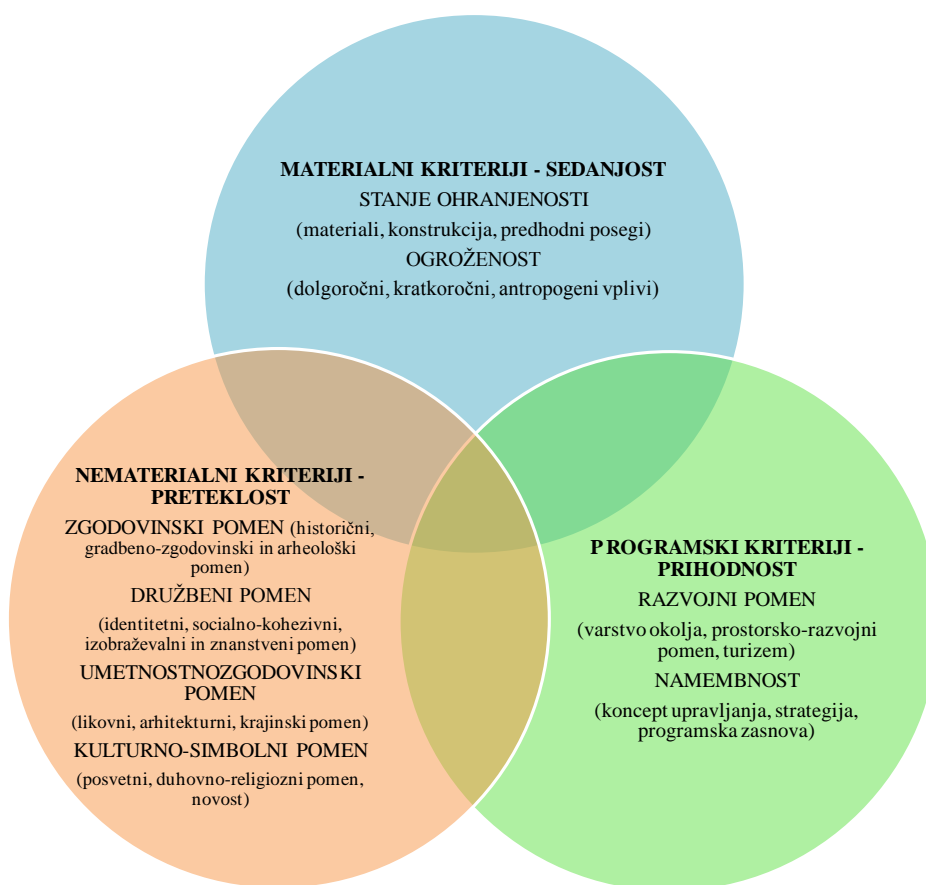 MATERIALNI KRITERIJI - SEDANJOST
STANJE OHRANJENOSTI
(materiali, konstrukcija, predhodni posegi)
OGROŽENOST
(dolgoročni, kratkoročni, antropogeni vplivi)
NEMATERIALNI KRITERIJI -
PRETEKLOST
ZGODOVINSKI POMEN (historični,
gradbeno-zgodovinski in arheološki
pomen)
DRUŽBENI POMEN
(identitetni, socialno-kohezivni,
izobraževalni in znanstveni pomen)
UMETNOSTNOZGODOVINSKI
POMEN
(likovni, arhitekturni, krajinski pomen)
KULTURNO-SIMBOLNI POMEN
(posvetni, duhovno-religiozni pomen,
novost)
PROGRAMSKI KRITERIJI -
PRIHODNOST
RAZVOJNI POMEN
(varstvo okolja, prostorsko-razvojni
pomen, turizem)
NAMEMBNOST
(koncept upravljanja, strategija,
programska zasnova)